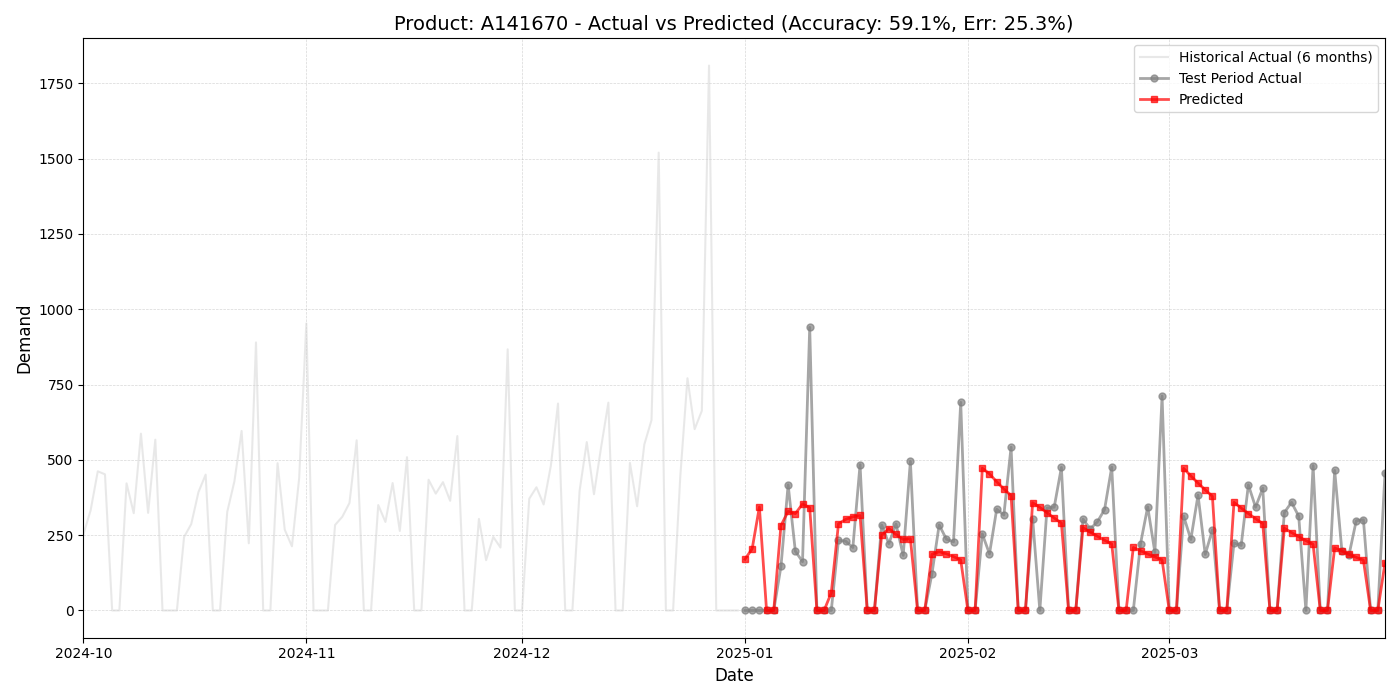 Product: A141670 - Actual vs Predicted (Accuracy: 59.1%, Err: 25.3%)
Historical Actual (6 months)
Test Period Actual
Predicted
Demand
1750
1500
1250
1000
750
500
250
0
2024-10 2024-11 2024-12 2025-01 2025-02 2025-03
Date